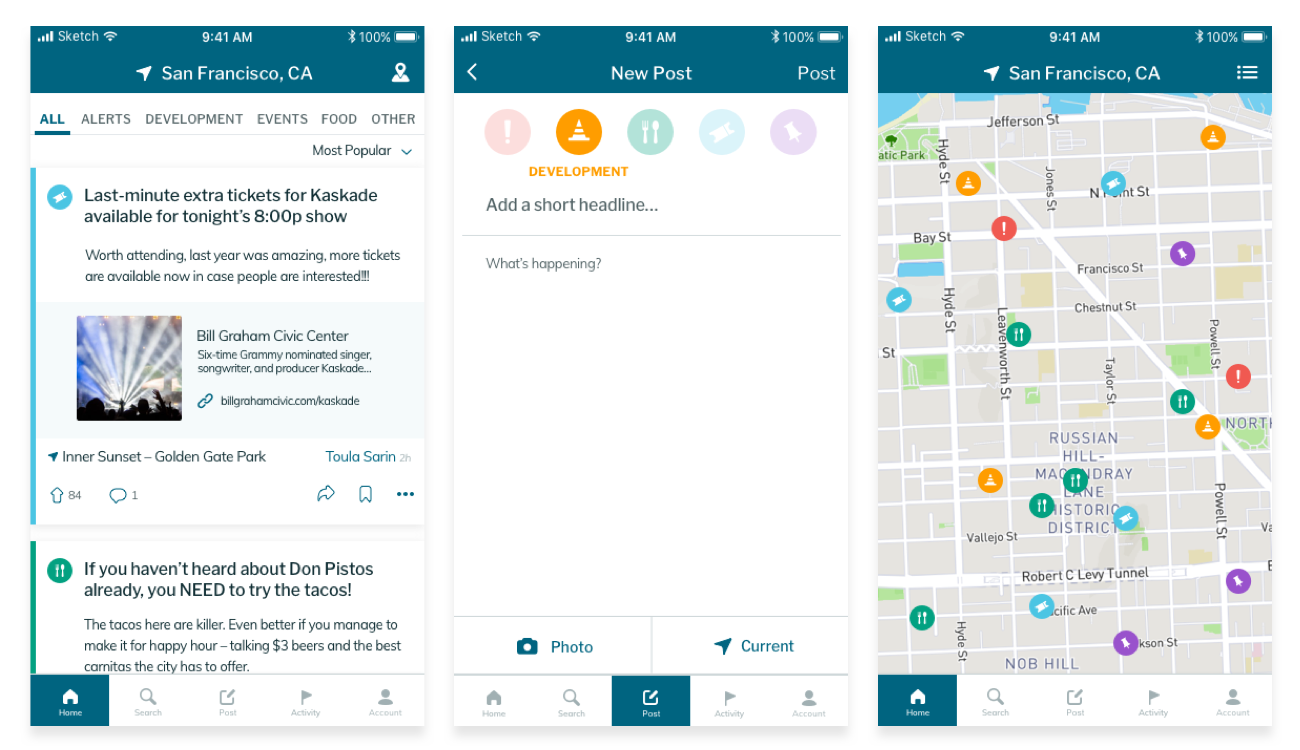 Sketch 9:41 AM 100%
San Francisco, CA
ALL ALERTS DEVELOPMENT EVENTS FOOD OTHER
Most Popular
Last-minute extra tickets for Kaskade
available for tonight's 8:00p show
Worth attending, last year was amazing, more tickets
are available now in case people are interested!!!!
Bill Graham Civic Center
Six-time Grammy nominated singer,
songwriter, and producer Kaskade...
billgrahamcivic.com/kaskade
Inner Sunset – Golden Gate Park Toula Sarin 2h
84 1
If you haven't heard about Don Pistos
already, you NEED to try the tacos!
The tacos here are killer. Even better if you manage to
make it for happy hour – talking $3 beers and the best
carnitas the city has to offer.
Home Search Post Activity Account
Sketch 9:41 AM 100%
New Post Post
DEVELOPMENT
Add a short headline...
What's happening?
Photo Current
Home Search Post Activity Account
Sketch 9:41 AM 100%
San Francisco, CA
Jefferson St
atic Park
Hyde St
Jones St
N P int St
Bay St
Francisco St
Hyde St
Chestnut St
Leavenworth St
Powell St
St
Taylor St
NORTH
RUSSIAN
HILL-
MACONDRAY
LANE
HISTORIC
DISTRICT
Powell St
Vallejo St
Va
Robert C Levy Tunnel
cific Ave
Hyde St
kson St
NOB HILL
Home Search Post Activity Account